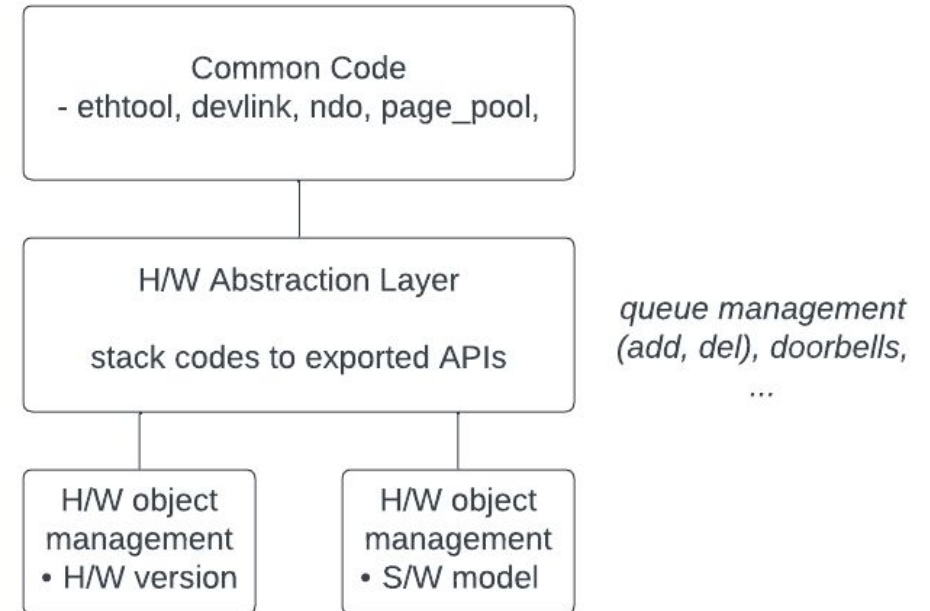 Common Code
- ethtool, devlink, ndo, page_pool,
H/W Abstraction Layer
stack codes to exported APIs
queue management
(add, del), doorbells,
...
H/W object
management
• H/W version
H/W object
management
• S/W model